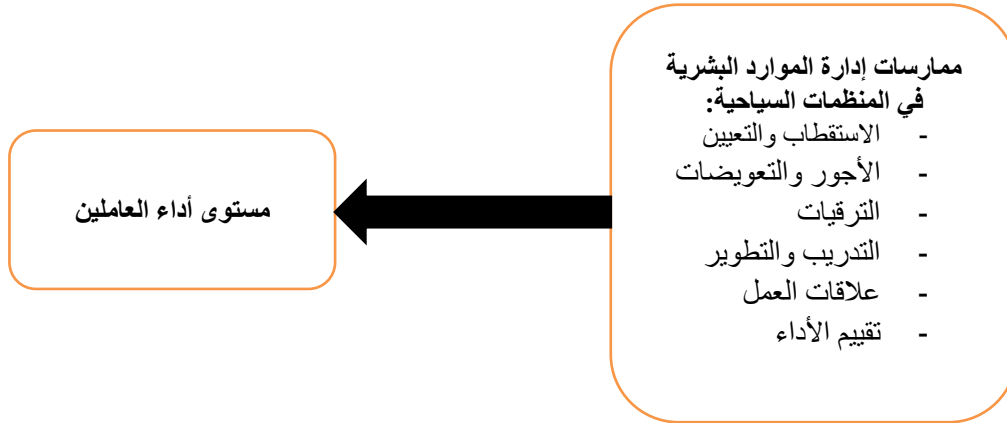 ممارسات إدارة الموارد البشرية
في المنظمات السياحية:
- الاستقطاب والتعيين
- الأجور والتعويضات
- الترقيات
- التدريب والتطوير
- علاقات العمل
- تقييم الأداء
مستوى أداء العاملين